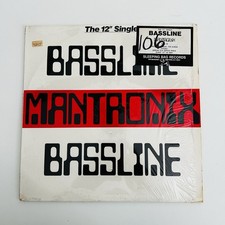 The 12" Single
BASSLINE
106
SLEEPING BAG RECORDS
BASSLINE
MANTRONIX
BASSLINE